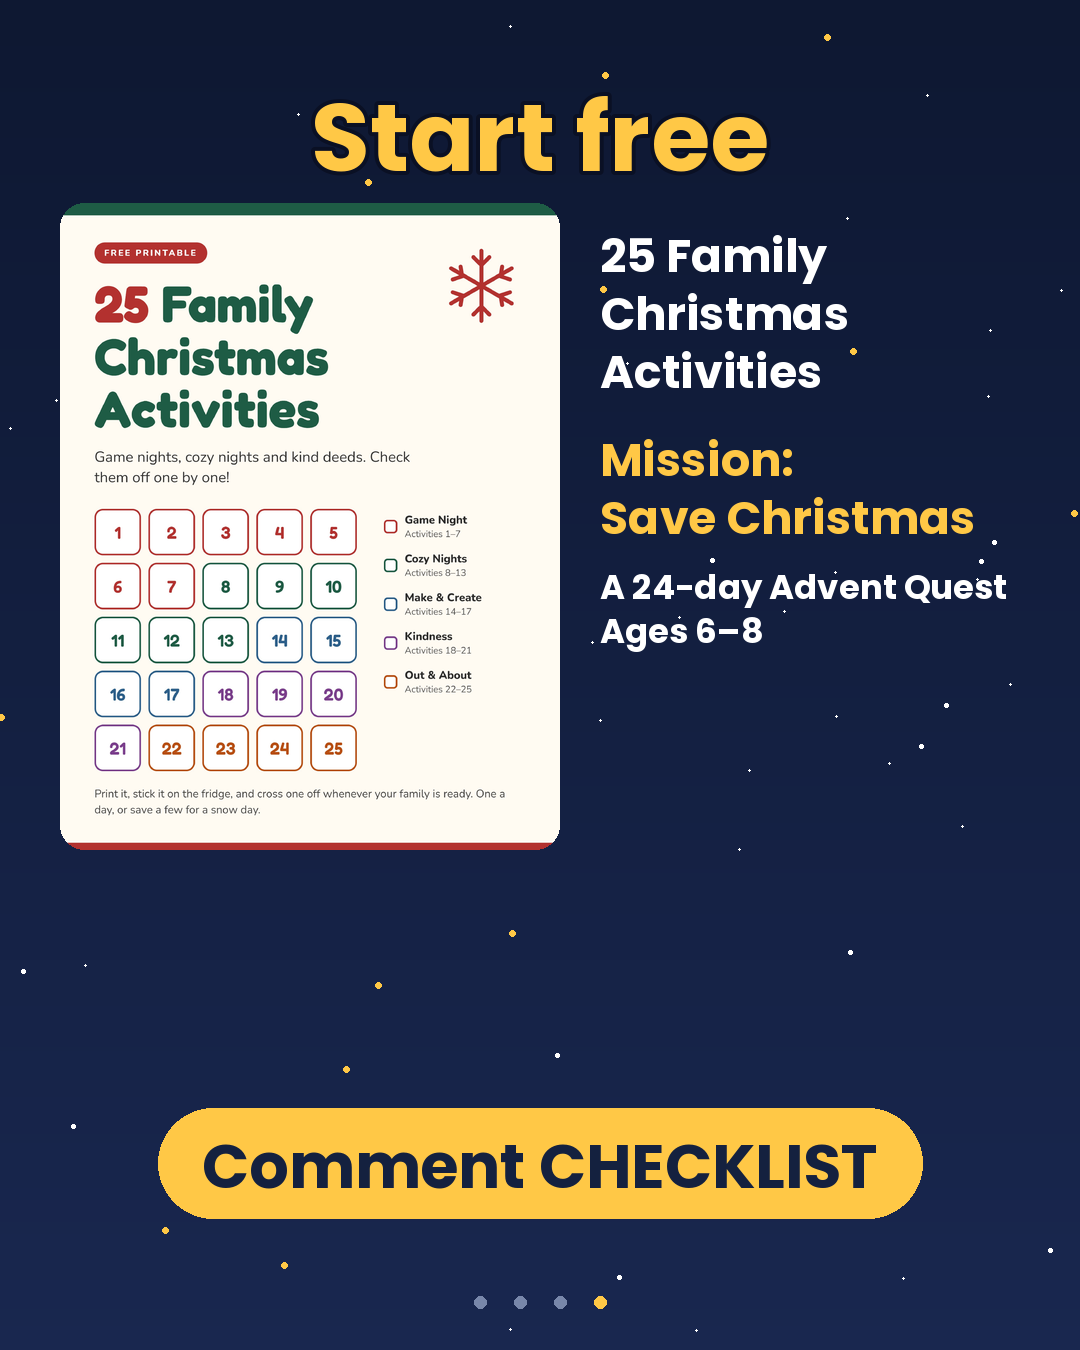 Start free
FREE PRINTABLE
25 Family
Christmas
Activities
Game nights, cozy nights and kind deeds. Check
them off one by one!
1 2 3 4 5
6 7 8 9 10
11 12 13 14 15
16 17 18 19 20
21 22 23 24 25
Game Night
Activities 1–7
Cozy Nights
Activities 8–13
Make & Create
Activities 14–17
Kindness
Activities 18–21
Out & About
Activities 22–25
Print it, stick it on the fridge, and cross one off whenever your family is ready. One a
day, or save a few for a snow day.
25 Family
Christmas
Activities
Mission:
Save Christmas
A 24-day Advent Quest
Ages 6–8
Comment CHECKLIST